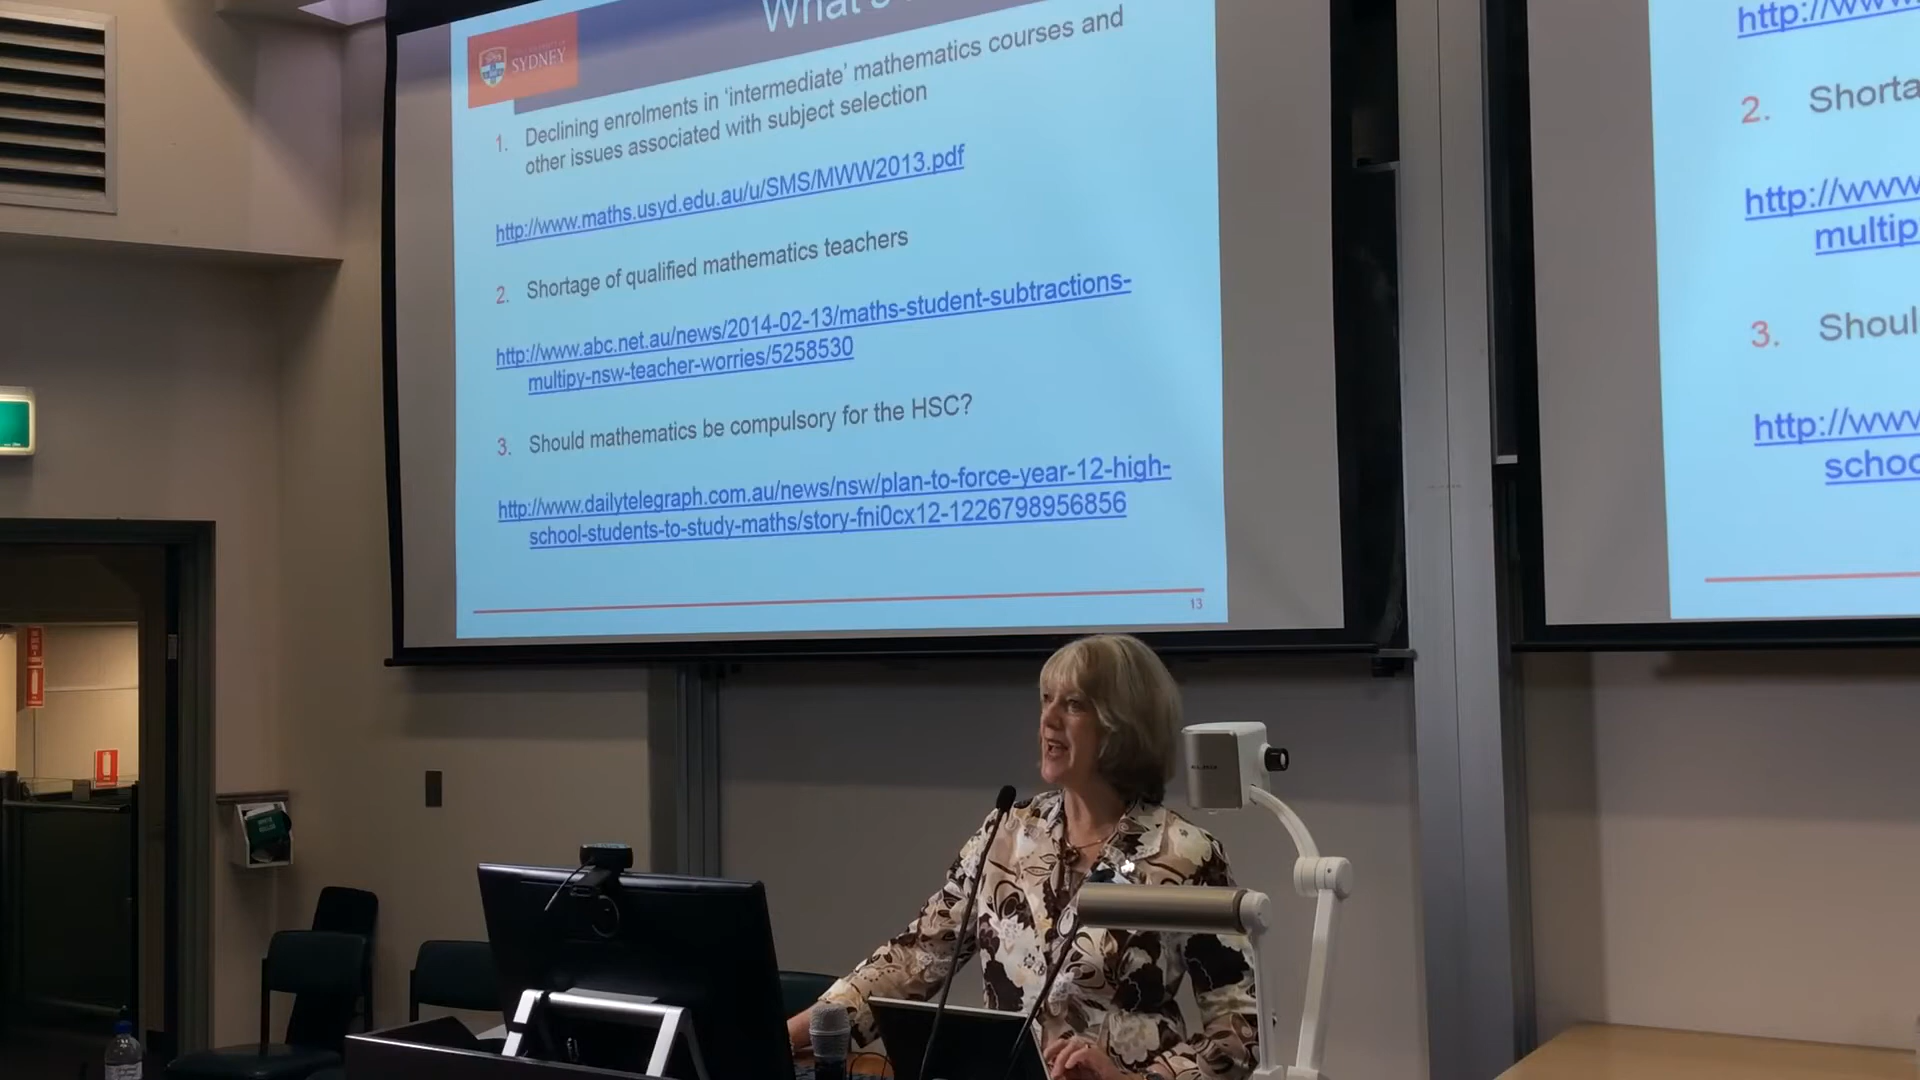 What's
SYDNEY
1. Declining enrolments in ‘intermediate’ mathematics courses and
other issues associated with subject selection
http://www.maths.usyd.edu.au/u/SMS/MWW2013.pdf
2. Shortage of qualified mathematics teachers
http://www.abc.net.au/news/2014-02-13/maths-student-subtractions-
multipy-nsw-teacher-worries/5258530
3. Should mathematics be compulsory for the HSC?
http://www.dailytelegraph.com.au/news/nsw/plan-to-force-year-12-high-
school-students-to-study-maths/story-fni0cx12-1226798956856
13
http://www
2. Shorta
http://www
multip
3. Shoul
http://www
schoo